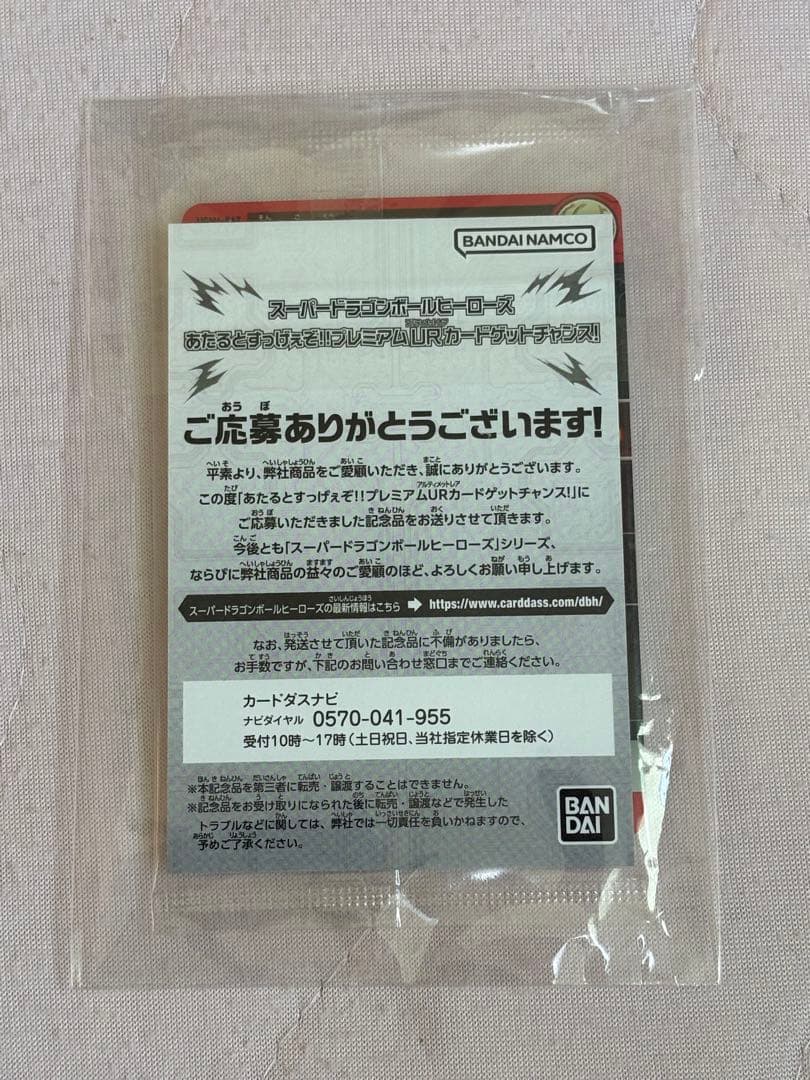 BANDAI NAMCO
スーパードラゴンボールヒーローズ
あたるとすっげぇぞ!!プレミアムURカードゲットチャンス!
ご応募ありがとうございます!
平素より、弊社商品をご愛顧いただき、誠にありがとうございます。
この度「あたるとすっげぇぞ!!プレミアムURカードゲットチャンス!」に
ご応募いただきました記念品をお送りさせて頂きます。
今後とも「スーパードラゴンボールヒーローズ」シリーズ、
ならびに弊社商品の益々のご愛顧のほど、よろしくお願い申し上げます。
スーパードラゴンボールヒーローズの最新情報はこちら ➡ https://www.carddass.com/dbh/
なお、発送させて頂いた記念品に不備がありましたら、
お手数ですが、下記のお問い合わせ窓口までご連絡ください。
カードダスナビ
ナビダイヤル 0570-041-955
受付10時〜17時(土日祝日、当社指定休業日を除く)
※本記念品を第三者に転売・譲渡することはできません。
※記念品をお受け取りになられた後に転売・譲渡などで発生した
トラブルなどに関しては、弊社では一切責任を負いかねますので、
予めご了承ください。
BAN
DAI